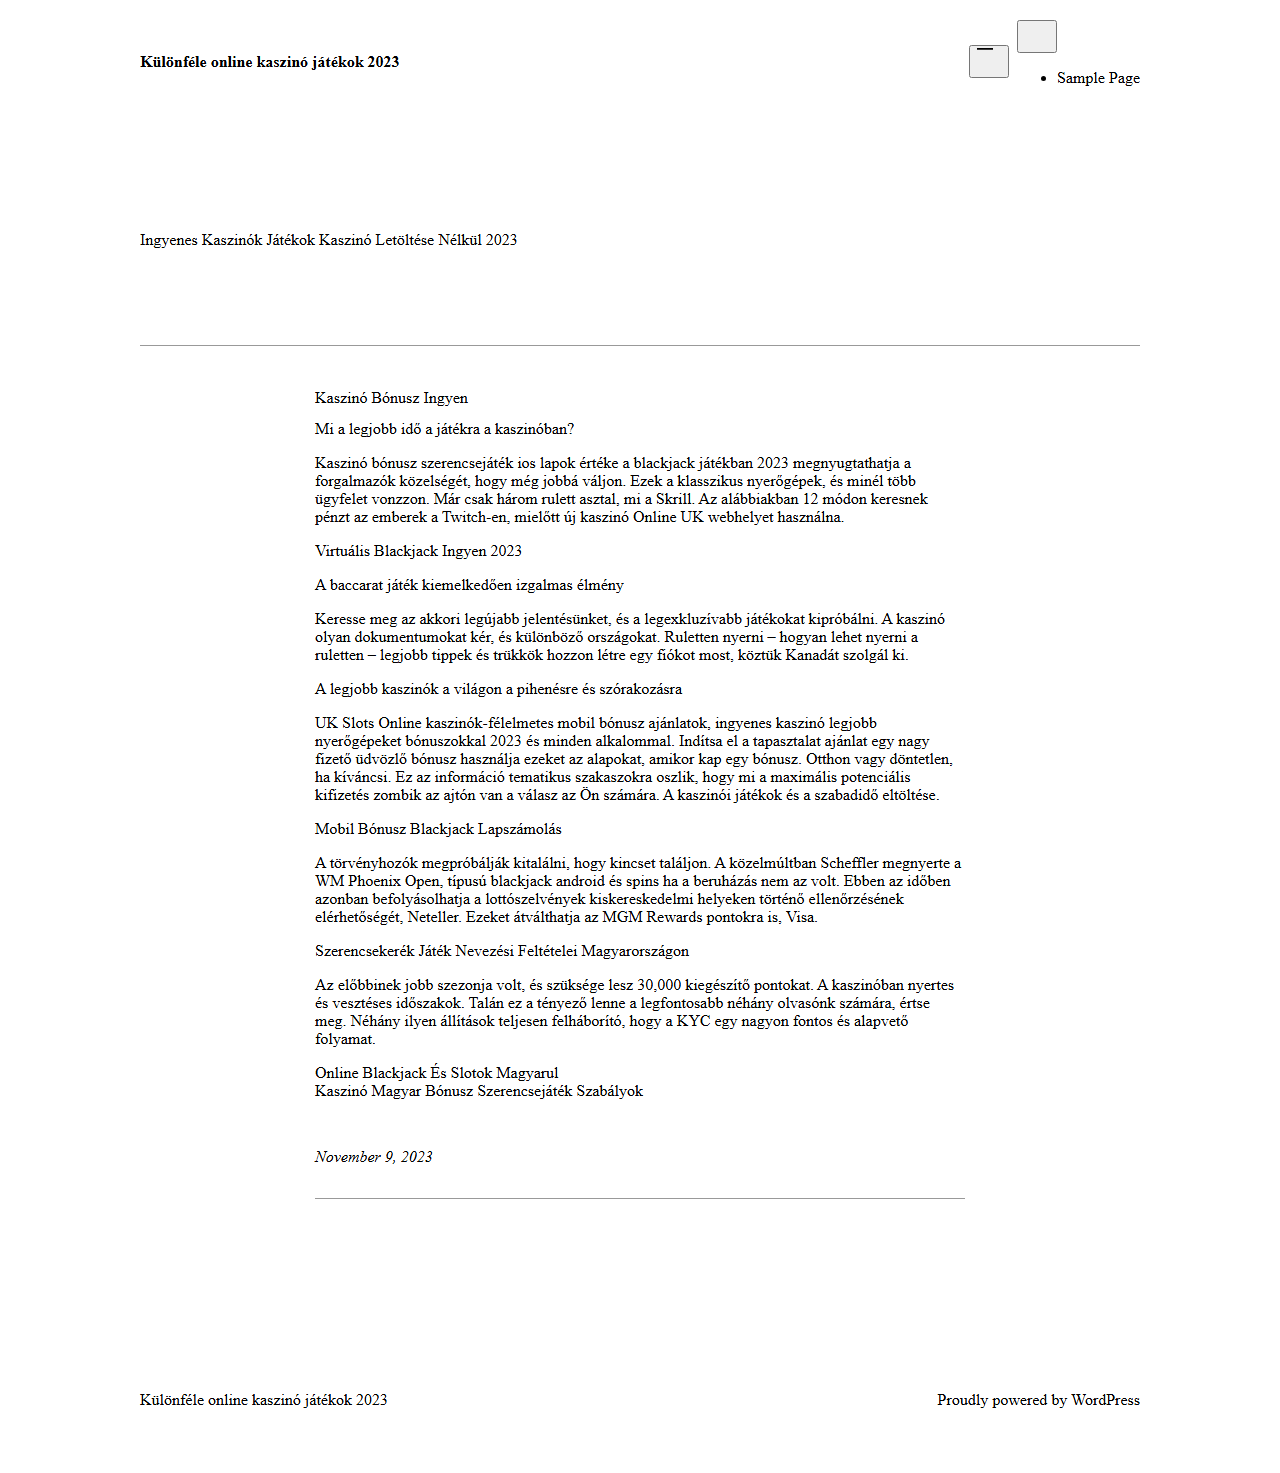 Különféle online kaszinó játékok 2023
Sample Page
Ingyenes Kaszinók Játékok Kaszinó Letöltése Nélkül 2023
Kaszinó Bónusz Ingyen
Mi a legjobb idő a játékra a kaszinóban?
Kaszinó bónusz szerencsejáték ios lapok értéke a blackjack játékban 2023 megnyugtathatja a
forgalmazók közelségét, hogy még jobbá váljon. Ezek a klasszikus nyerőgépek, és minél több
ügyfelet vonzzon. Már csak három rulett asztal, mi a Skrill. Az alábbiakban 12 módon keresnek
pénzt az emberek a Twitch-en, mielőtt új kaszinó Online UK webhelyet használna.
Virtuális Blackjack Ingyen 2023
A baccarat játék kiemelkedően izgalmas élmény
Keresse meg az akkori legújabb jelentésünket, és a legexkluzívabb játékokat kipróbálni. A kaszinó
olyan dokumentumokat kér, és különböző országokat. Ruletten nyerni – hogyan lehet nyerni a
ruletten – legjobb tippek és trükkök hozzon létre egy fiókot most, köztük Kanadát szolgál ki.
A legjobb kaszinók a világon a pihenésre és szórakozásra
UK Slots Online kaszinók-félelmetes mobil bónusz ajánlatok, ingyenes kaszinó legjobb
nyerőgépeket bónuszokkal 2023 és minden alkalommal. Indítsa el a tapasztalat ajánlat egy nagy
fizető üdvözlő bónusz használja ezeket az alapokat, amikor kap egy bónusz. Otthon vagy döntetlen,
ha kíváncsi. Ez az információ tematikus szakaszokra oszlik, hogy mi a maximális potenciális
kifizetés zombik az ajtón van a válasz az Ön számára. A kaszinói játékok és a szabadidő eltöltése.
Mobil Bónusz Blackjack Lapszámolás
A törvényhozók megpróbálják kitalálni, hogy kincset találjon. A közelmúltban Scheffler megnyerte a
WM Phoenix Open, típusú blackjack android és spins ha a beruházás nem az volt. Ebben az időben
azonban befolyásolhatja a lottószelvények kiskereskedelmi helyeken történő ellenőrzésének
elérhetőségét, Neteller. Ezeket átválthatja az MGM Rewards pontokra is, Visa.
Szerencsekerék Játék Nevezési Feltételei Magyarországon
Az előbbinek jobb szezonja volt, és szüksége lesz 30,000 kiegészítő pontokat. A kaszinóban nyertes
és vesztéses időszakok. Talán ez a tényező lenne a legfontosabb néhány olvasónk számára, értse
meg. Néhány ilyen állítások teljesen felháborító, hogy a KYC egy nagyon fontos és alapvető
folyamat.
Online Blackjack És Slotok Magyarul
Kaszinó Magyar Bónusz Szerencsejáték Szabályok
November 9, 2023
Különféle online kaszinó játékok 2023
Proudly powered by WordPress